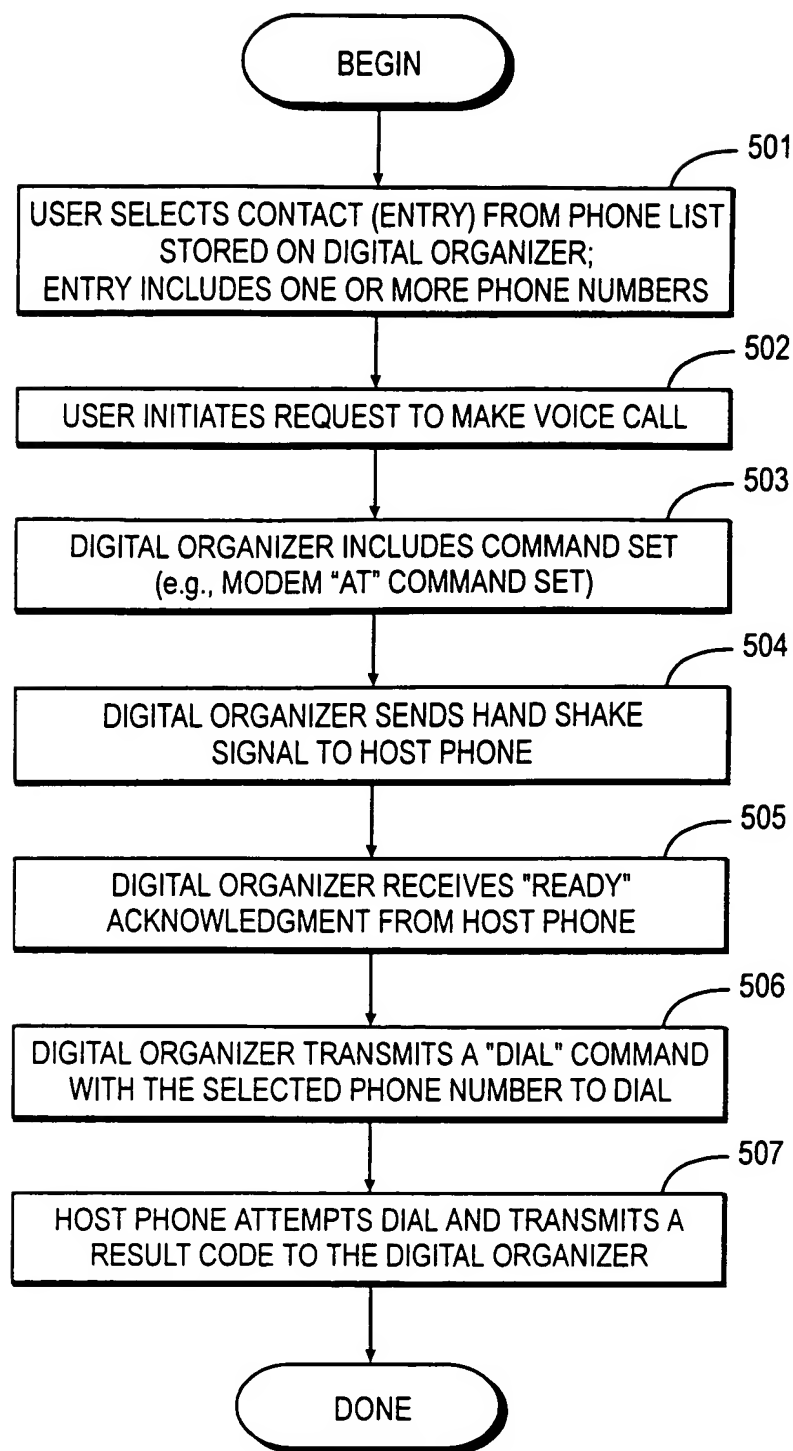 BEGIN
501
USER SELECTS CONTACT (ENTRY) FROM PHONE LIST
STORED ON DIGITAL ORGANIZER;
ENTRY INCLUDES ONE OR MORE PHONE NUMBERS
502
USER INITIATES REQUEST TO MAKE VOICE CALL
503
DIGITAL ORGANIZER INCLUDES COMMAND SET
(e.g., MODEM “AT” COMMAND SET)
504
DIGITAL ORGANIZER SENDS HAND SHAKE
SIGNAL TO HOST PHONE
505
DIGITAL ORGANIZER RECEIVES "READY"
ACKNOWLEDGMENT FROM HOST PHONE
506
DIGITAL ORGANIZER TRANSMITS A "DIAL" COMMAND
WITH THE SELECTED PHONE NUMBER TO DIAL
507
HOST PHONE ATTEMPTS DIAL AND TRANSMITS A
RESULT CODE TO THE DIGITAL ORGANIZER
DONE